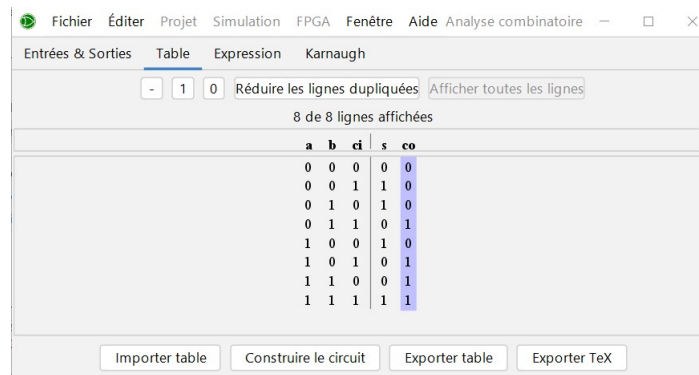 Fichier Éditer Projet Simulation FPGA Fenêtre Aide Analyse combinatoire
Entrées & Sorties Table Expression Karnaugh
- 1 0 Réduire les lignes dupliquées Afficher toutes les lignes
8 de 8 lignes affichées
a b ci s co
0 0 0 0 0
0 0 1 1 0
0 1 0 1 0
0 1 1 0 1
1 0 0 1 0
1 0 1 0 1
1 1 0 0 1
1 1 1 1 1
Importer table Construire le circuit Exporter table Exporter TeX